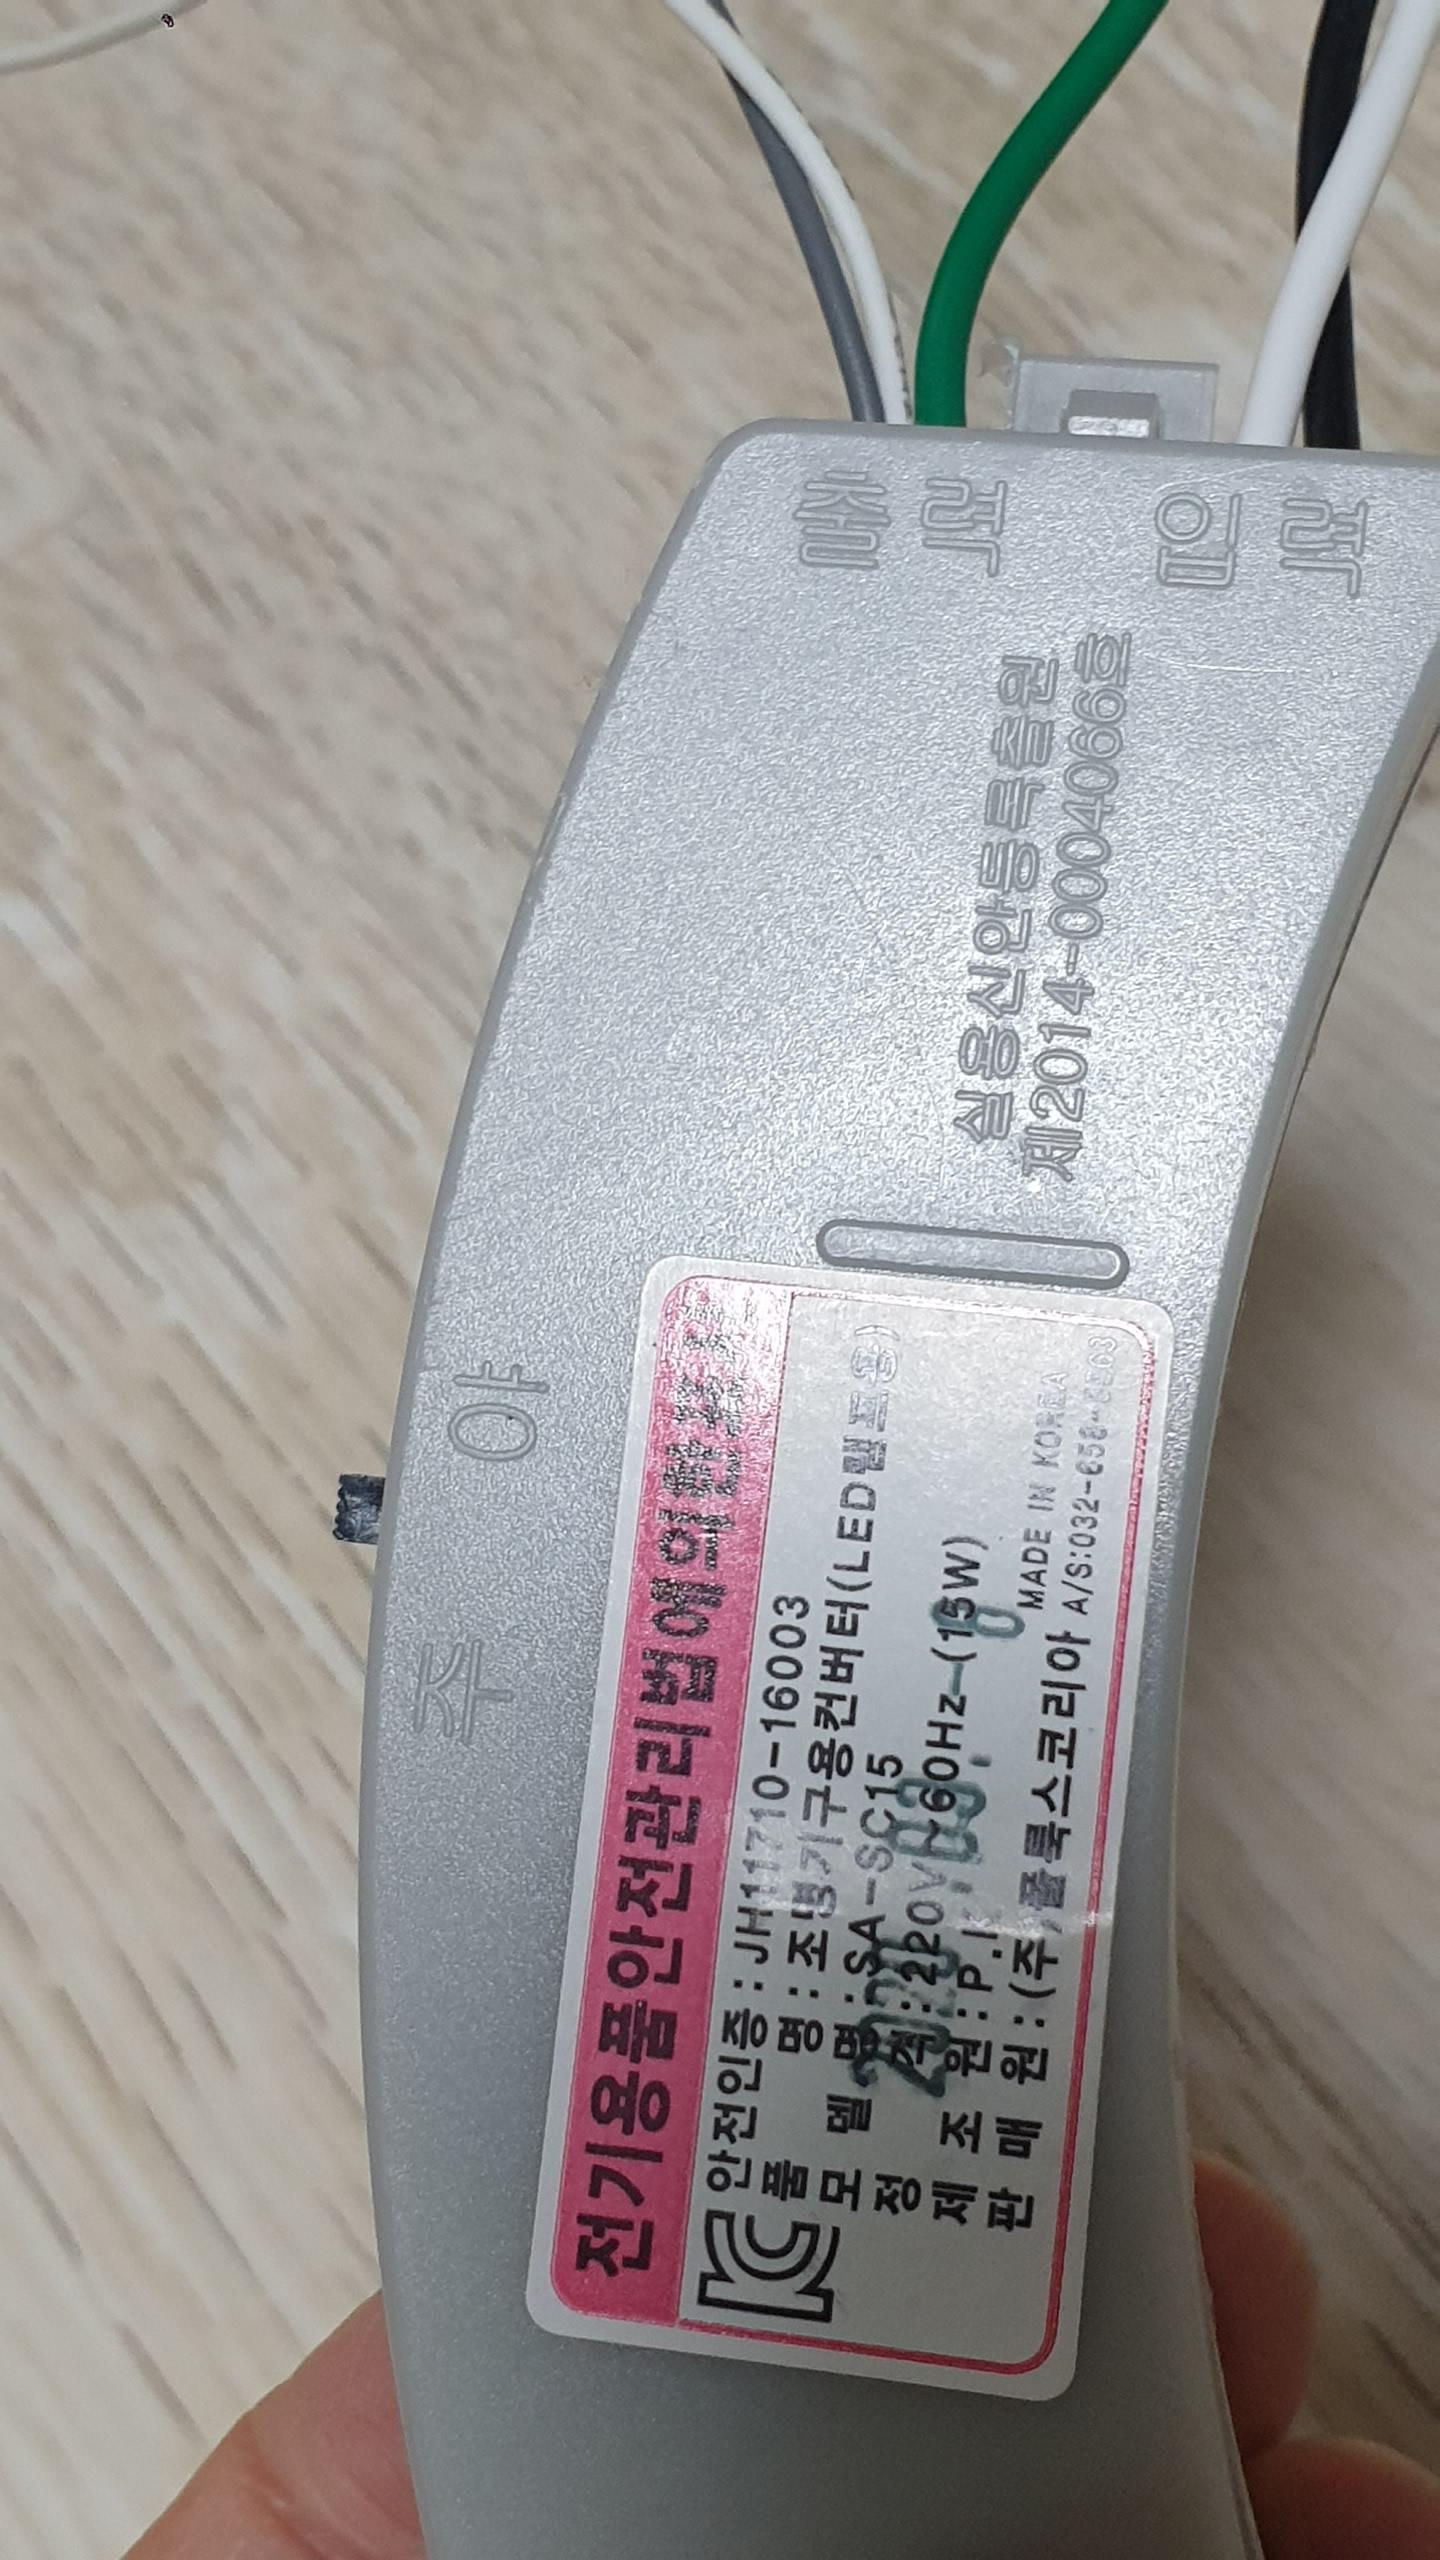 출력 입력
실용신안등록출원
제2014-0004066호
주 야
전기용품안전관리법에의한표시
안전인증 : JH11710-16003
품 명 : 조명기구용컨버터(LED램프용)
모 델 명 : SA-SC15
정 격 : 220V~60Hz (15W)
제 조 원 : P.
판 매 원 : (주)룩스코리아
MADE IN KOREA
A/S:032-658-
2020